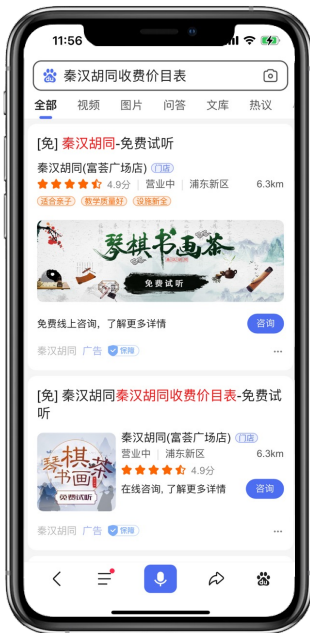 11:56
秦汉胡同收费价目表
全部 视频 图片 问答 文库 热议
[免] 秦汉胡同-免费试听
秦汉胡同(富荟广场店) 门店
4.9分 营业中 浦东新区 6.3km
适合亲子 教学质量好 设施新全
琴棋书画茶
免费试听
免费线上咨询，了解更多详情 咨询
秦汉胡同 广告 保障
[免] 秦汉胡同秦汉胡同收费价目表-免费试
听
秦汉胡同(富荟广场店) 门店
营业中 浦东新区 6.3km
4.9分
在线咨询, 了解更多详情 咨询
琴棋书画茶
免费试听
秦汉胡同 广告 保障